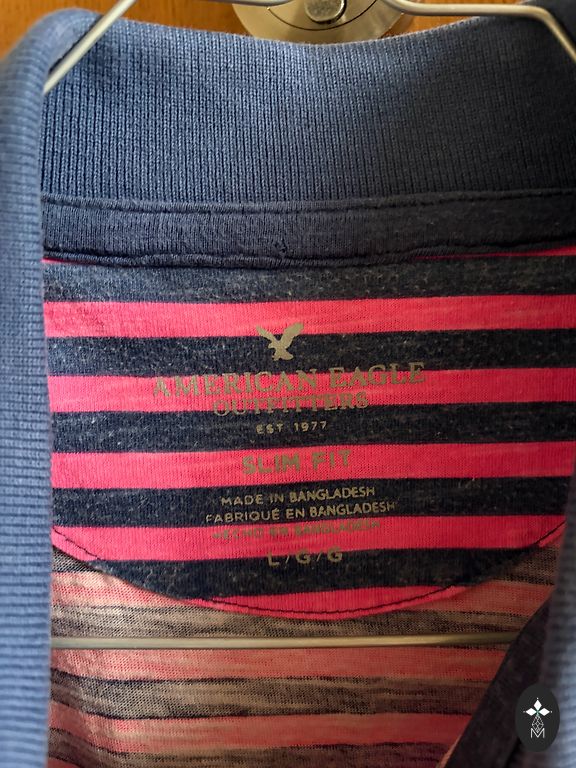 AMERICAN EAGLE
OUTFITTERS
EST 1977
SLIM FIT
MADE IN BANGLADESH
FABRIQUÉ EN BANGLADESH
HECHO EN BANGLADESH
L/G/G
M